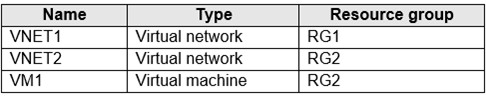 Name Type Resource group
VNET1 Virtual network RG1
VNET2 Virtual network RG2
VM1 Virtual machine RG2